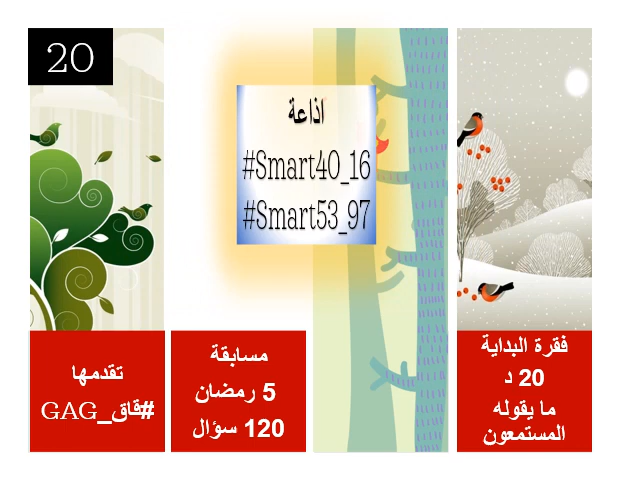 20
اذاعة
#Smart40_16
#Smart53_97
فقرة البداية
20 د
ما يقوله
المستمعون
مسابقة
5 رمضان
120 سؤال
تقدمها
#قاق_GAG